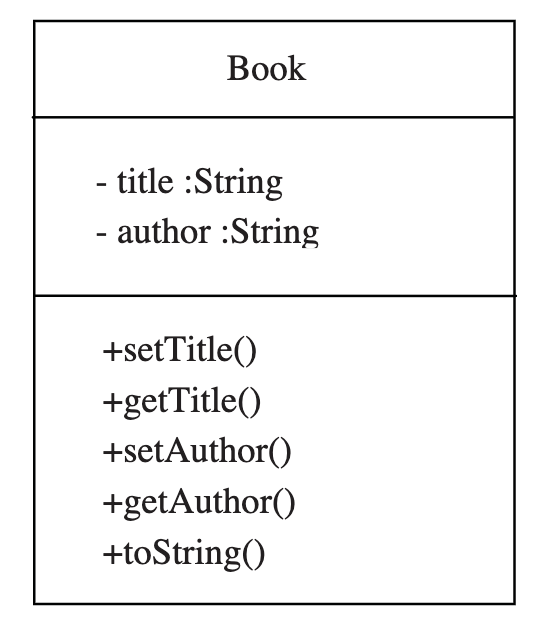 Book
- title :String
- author :String
+setTitle()
+getTitle()
+setAuthor()
+getAuthor()
+toString()